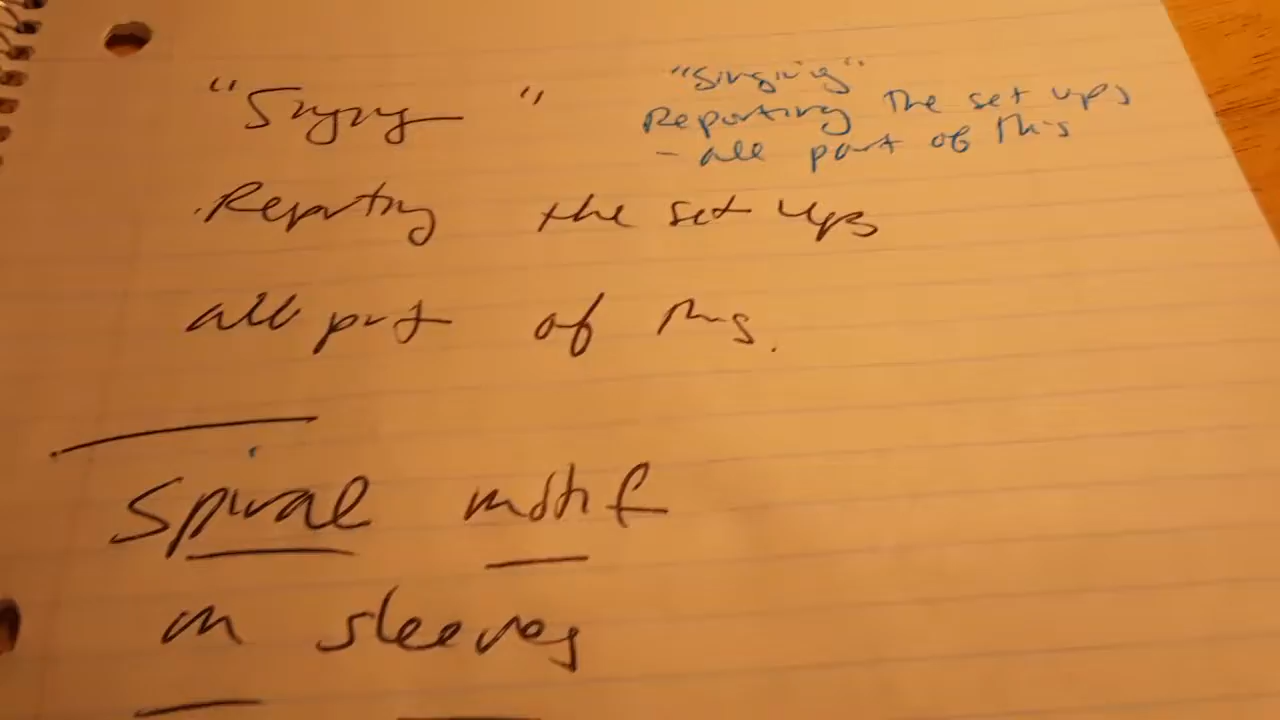 "Singing"
Reporting the set ups
all part of this.
"Singing"
Reporting the set ups
- all part of this
Spiral motif
on sleeves